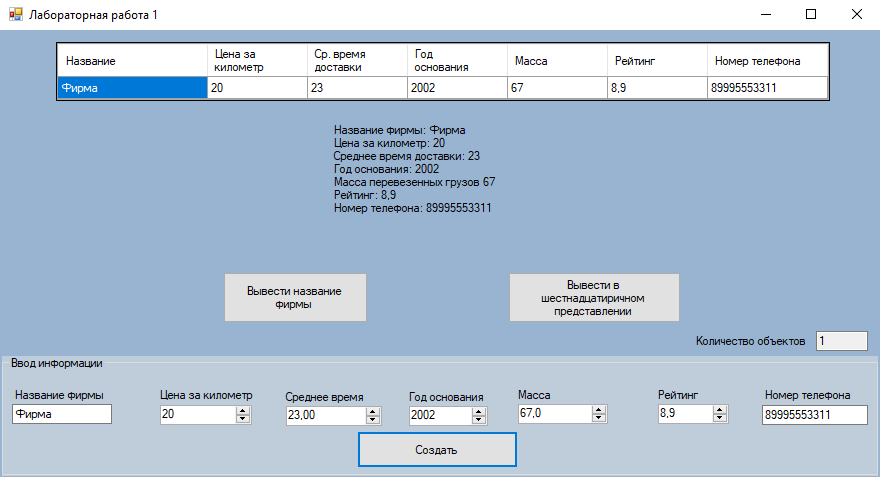 Лабораторная работа 1
Название
Цена за
километр
Ср. время
доставки
Год
основания
Масса
Рейтинг
Номер телефона
Фирма
20
23
2002
67
8,9
89995553311
Название фирмы: Фирма
Цена за километр: 20
Среднее время доставки: 23
Год основания: 2002
Масса перевезенных грузов 67
Рейтинг: 8,9
Номер телефона: 89995553311
Вывести название
фирмы
Вывести в
шестнадцатиричном
представлении
Количество объектов
1
Ввод информации
Название фирмы
Цена за километр
Среднее время
Год основания
Масса
Рейтинг
Номер телефона
Фирма
20
23,00
2002
67,0
8,9
89995553311
Создать